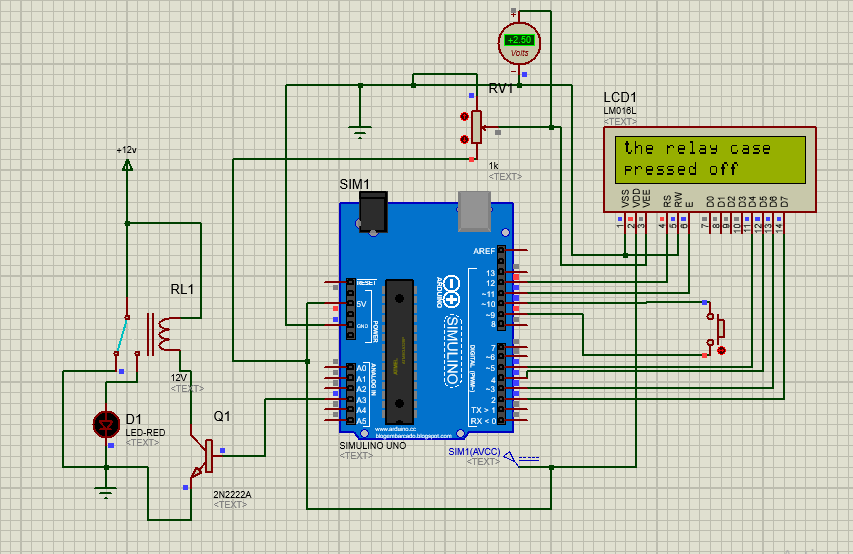 +2.50
Volts
RV1
1k
<TEXT>
LCD1
LM016L
<TEXT>
the relay case
pressed off
VSS
VDD
VEE
RS
RW
E
D0
D1
D2
D3
D4
D5
D6
D7
1
2
3
4
5
6
7
8
9
10
11
12
13
14
+12v
RL1
12V
<TEXT>
D1
LED-RED
<TEXT>
Q1
2N2222A
<TEXT>
SIM1
AREF
13
12
~11
~10
~9
8
7
~6
~5
4
~3
2
TX > 1
RX < 0
RESET
5V
GND
POWER
A0
A1
A2
A3
A4
A5
ANALOG IN
ARDUINO
SIMULINO
DIGITAL (PWM~)
www.arduino.cc
blogembarcado.blogspot.com
SIMULINO UNO
<TEXT>
SIM1(AVCC)
<TEXT>